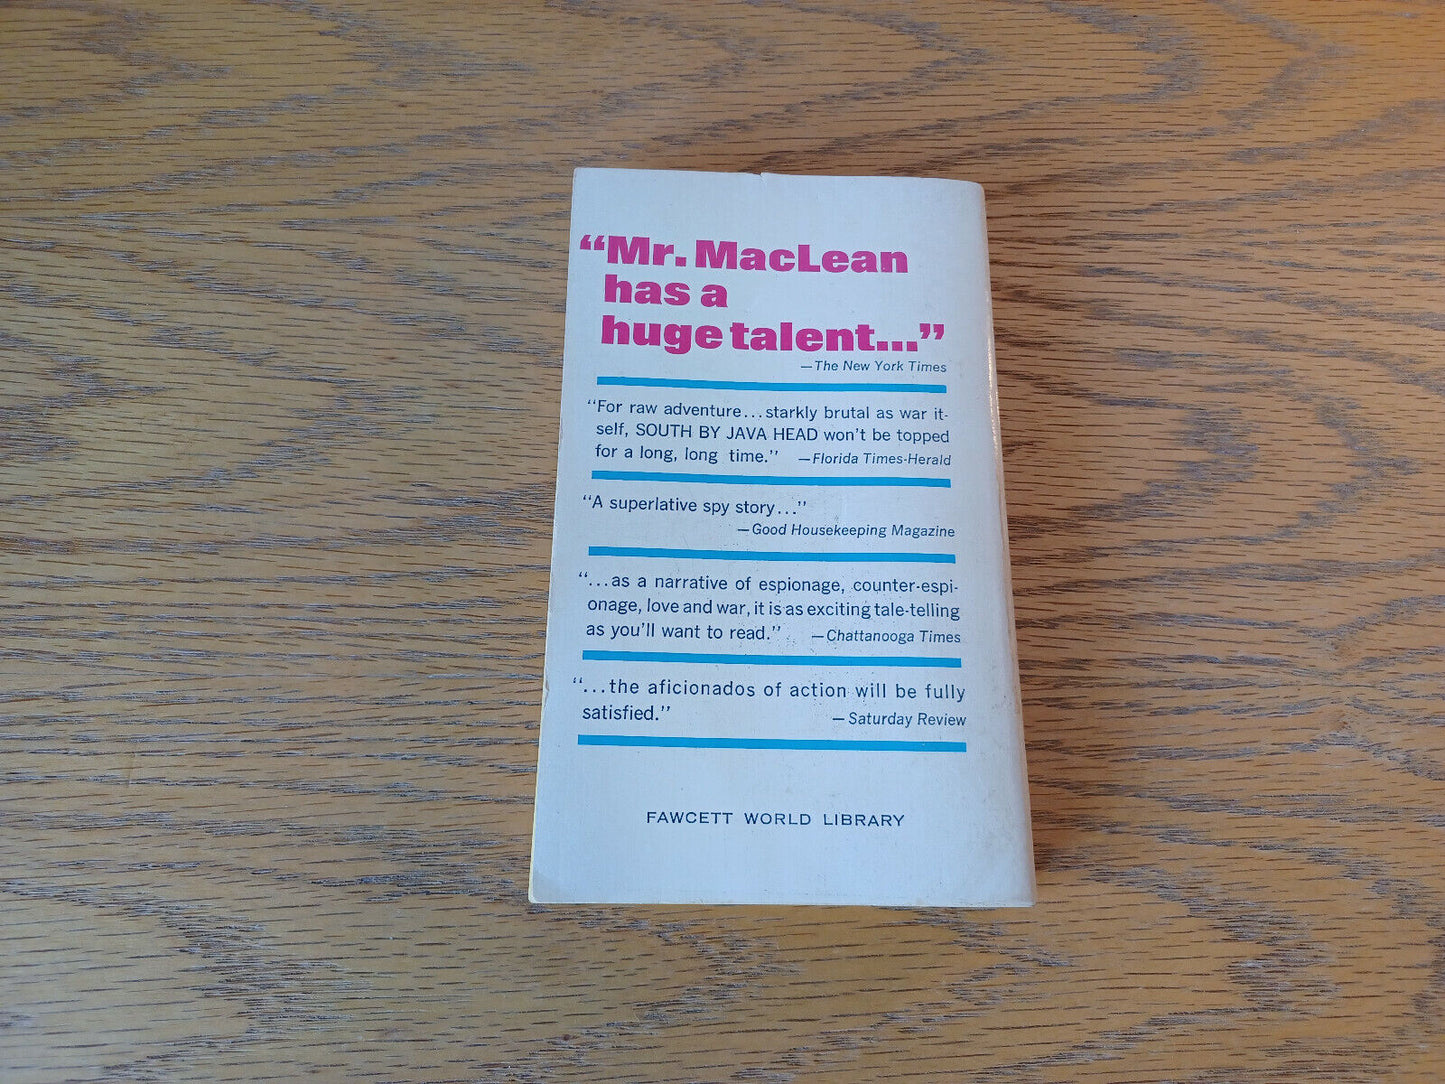 “Mr. MacLean
has a
huge talent...”
—The New York Times
“For raw adventure...starkly brutal as war it-
self, SOUTH BY JAVA HEAD won’t be topped
for a long, long time.” —Florida Times-Herald
“A superlative spy story...”
—Good Housekeeping Magazine
“...as a narrative of espionage, counter-espi-
onage, love and war, it is as exciting tale-telling
as you’ll want to read.” —Chattanooga Times
“...the aficionados of action will be fully
satisfied.” —Saturday Review
FAWCETT WORLD LIBRARY